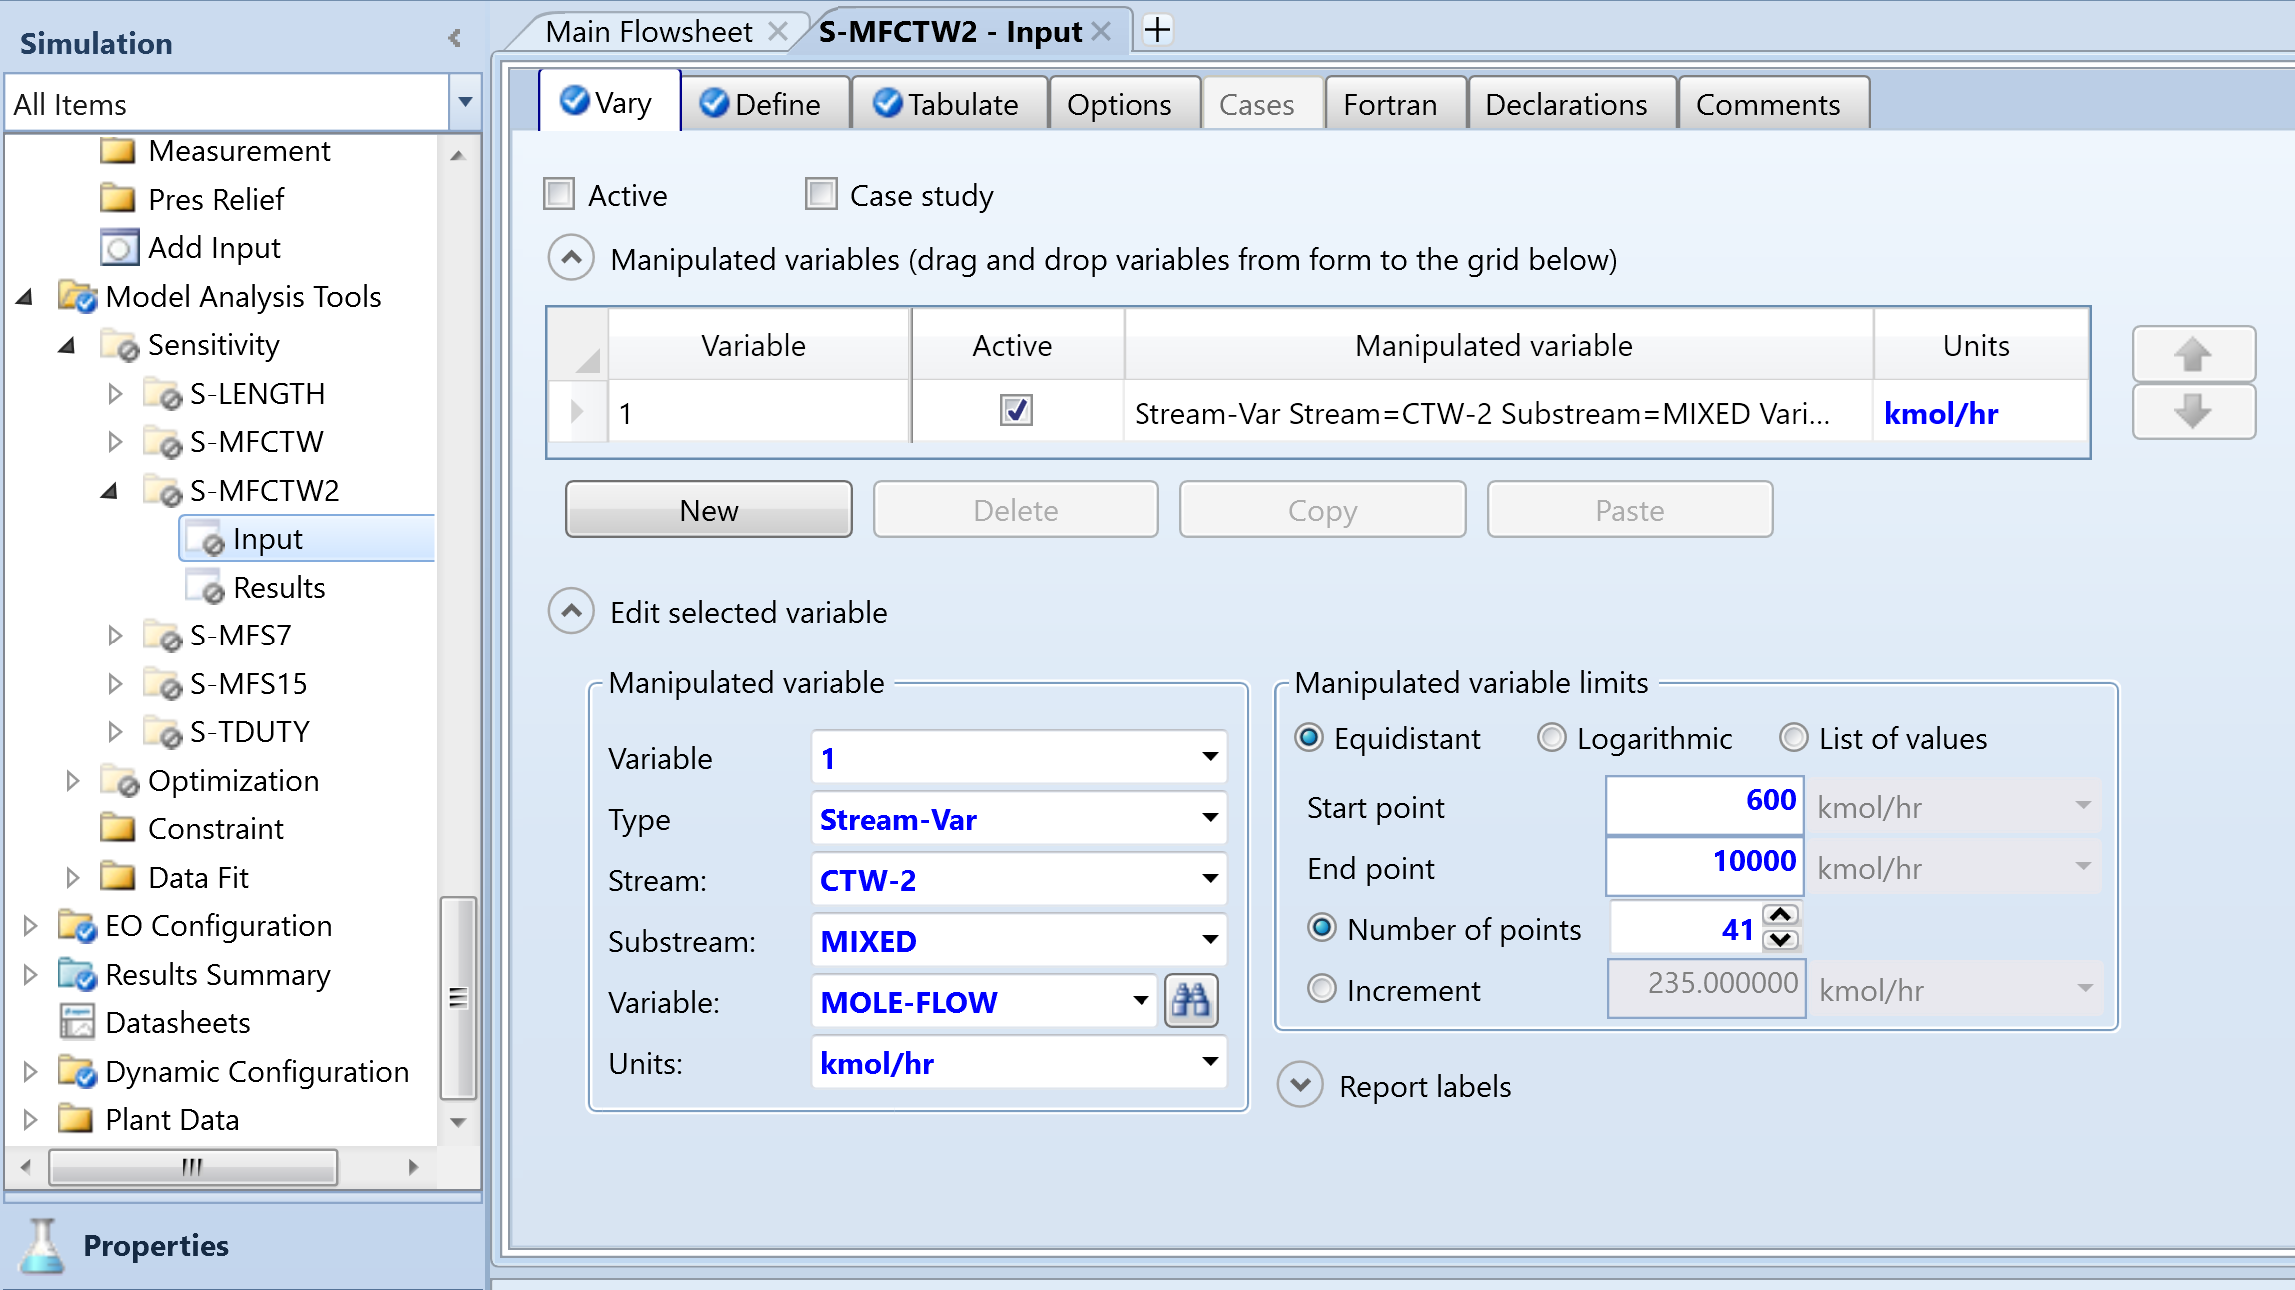 Simulation
All Items
Measurement
Pres Relief
Add Input
Model Analysis Tools
Sensitivity
S-LENGTH
S-MFCTW
S-MFCTW2
Input
Results
S-MFS7
S-MFS15
S-TDUTY
Optimization
Constraint
Data Fit
EO Configuration
Results Summary
Datasheets
Dynamic Configuration
Plant Data
Properties
Main Flowsheet S-MFCTW2 - Input
Vary Define Tabulate Options Cases Fortran Declarations Comments
Active Case study
Manipulated variables (drag and drop variables from form to the grid below)
Variable Active Manipulated variable Units
1 Stream-Var Stream=CTW-2 Substream=MIXED Vari... kmol/hr
New Delete Copy Paste
Edit selected variable
Manipulated variable
Variable 1
Type Stream-Var
Stream: CTW-2
Substream: MIXED
Variable: MOLE-FLOW
Units: kmol/hr
Manipulated variable limits
Equidistant Logarithmic List of values
Start point 600 kmol/hr
End point 10000 kmol/hr
Number of points 41
Increment 235.000000 kmol/hr
Report labels